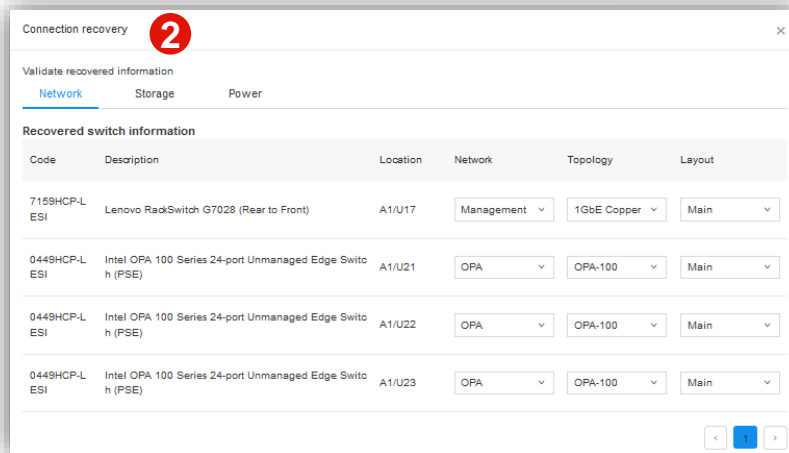 Connection recovery
2
×
Validate recovered information
Network Storage Power
Recovered switch information
Code Description Location Network Topology Layout
7159HCP-L
ESI
Lenovo RackSwitch G7028 (Rear to Front) A1/U17 Management 1GbE Copper Main
0449HCP-L
ESI
Intel OPA 100 Series 24-port Unmanaged Edge Switc
h (PSE)
A1/U21 OPA OPA-100 Main
0449HCP-L
ESI
Intel OPA 100 Series 24-port Unmanaged Edge Switc
h (PSE)
A1/U22 OPA OPA-100 Main
0449HCP-L
ESI
Intel OPA 100 Series 24-port Unmanaged Edge Switc
h (PSE)
A1/U23 OPA OPA-100 Main
< 1 >